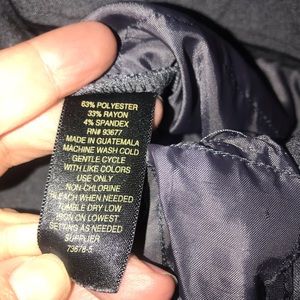 63% POLYESTER
33% RAYON
4% SPANDEX
RN# 93677
MADE IN GUATEMALA
MACHINE WASH COLD
GENTLE CYCLE
WITH LIKE COLORS
USE ONLY
NON-CHLORINE
BLEACH WHEN NEEDED
TUMBLE DRY LOW
IRON ON LOWEST
SETTING AS NEEDED
SUPPLIER
73678-5